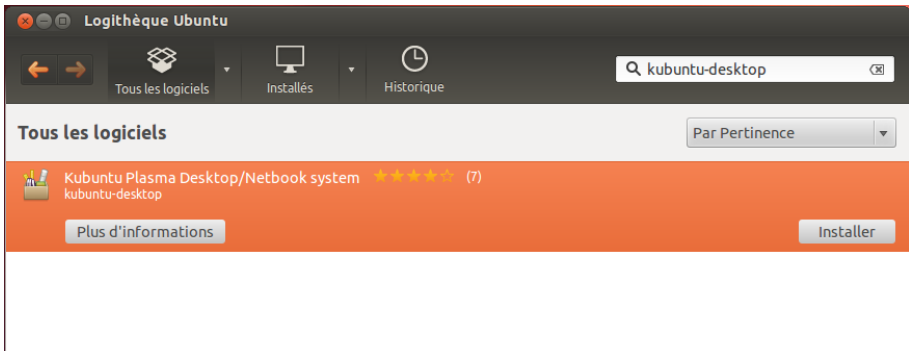 Logithèque Ubuntu
Tous les logiciels
Installés
Historique
kubuntu-desktop
Tous les logiciels
Par Pertinence
Kubuntu Plasma Desktop/Netbook system (7)
kubuntu-desktop
Plus d'informations
Installer